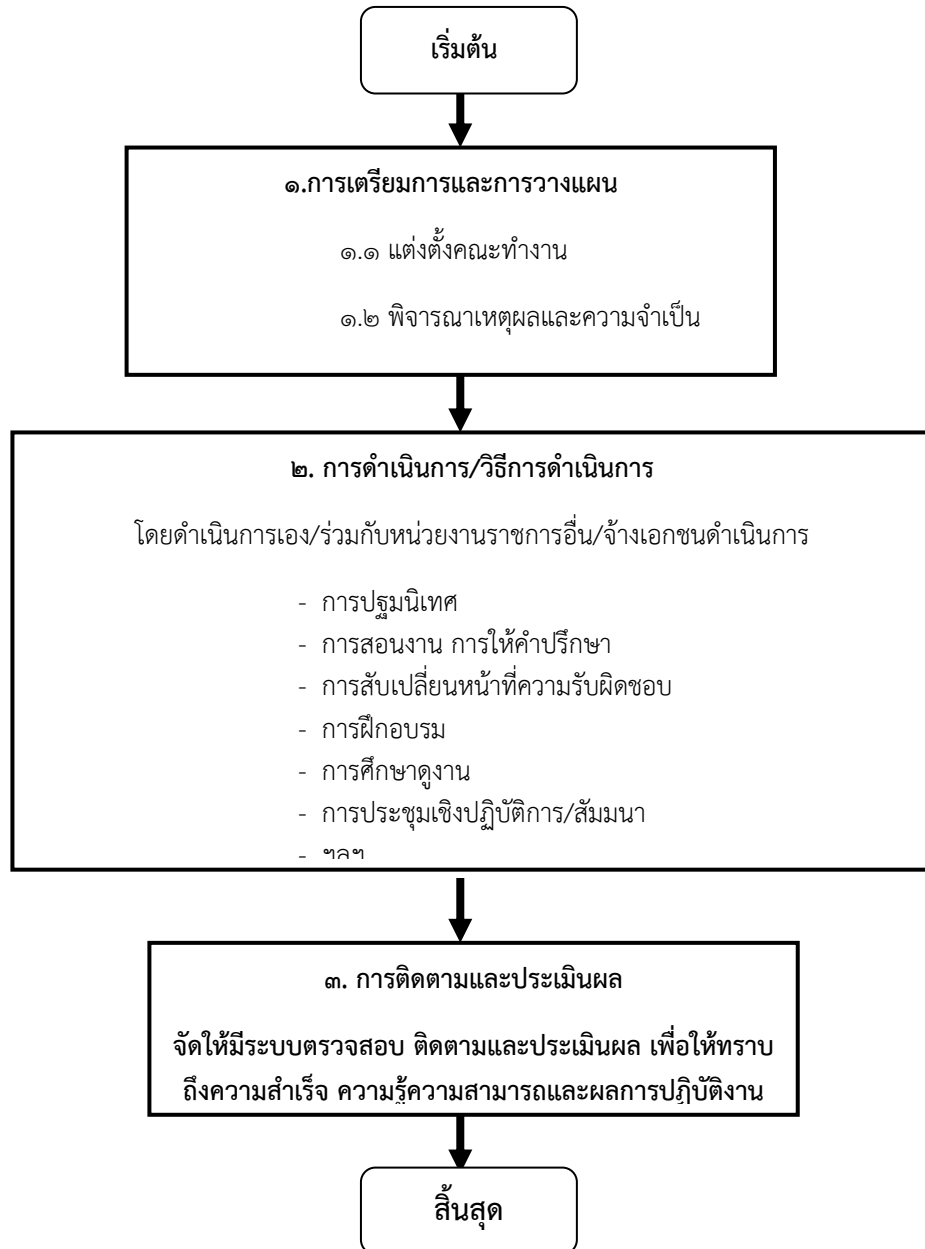 เริ่มต้น
๑.การเตรียมการและการวางแผน
๑.๑ แต่งตั้งคณะทำงาน
๑.๒ พิจารณาเหตุผลและความจำเป็น
๒. การดำเนินการ/วิธีการดำเนินการ
โดยดำเนินการเอง/ร่วมกับหน่วยงานราชการอื่น/จ้างเอกชนดำเนินการ
- การปฐมนิเทศ
- การสอนงาน การให้คำปรึกษา
- การสับเปลี่ยนหน้าที่ความรับผิดชอบ
- การฝึกอบรม
- การศึกษาดูงาน
- การประชุมเชิงปฏิบัติการ/สัมมนา
- ฯลฯ
๓. การติดตามและประเมินผล
จัดให้มีระบบตรวจสอบ ติดตามและประเมินผล เพื่อให้ทราบ
ถึงความสำเร็จ ความรู้ความสามารถและผลการปฏิบัติงาน
สิ้นสุด